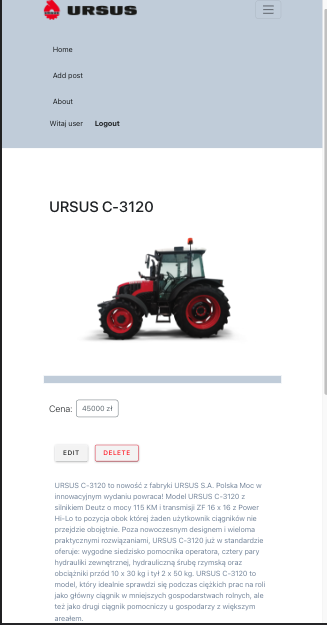 URSUS
Home
Add post
About
Witaj user Logout
URSUS C-3120
Cena: 45000 zł
EDIT DELETE
URSUS C-3120 to nowość z fabryki URSUS S.A. Polska Moc w
innowacyjnym wydaniu powraca! Model URSUS C-3120 z
silnikiem Deutz o mocy 115 KM i transmisji ZF 16 x 16 z Power
Hi-Lo to pozycja obok której żaden użytkownik ciągników nie
przejdzie obojętnie. Poza nowoczesnym designem i wieloma
praktycznymi rozwiązaniami, URSUS C-3120 już w standardzie
oferuje: wygodne siedzisko pomocnika operatora, cztery pary
hydrauliki zewnętrznej, hydrauliczną śrubę rzymską oraz
obciążniki przód 10 x 30 kg i tył 2 x 50 kg. URSUS C-3120 to
model, który idealnie sprawdzi się podczas ciężkich prac na roli
jako główny ciągnik w mniejszych gospodarstwach rolnych, ale
też jako drugi ciągnik pomocniczy u gospodarzy z większym
areałem.